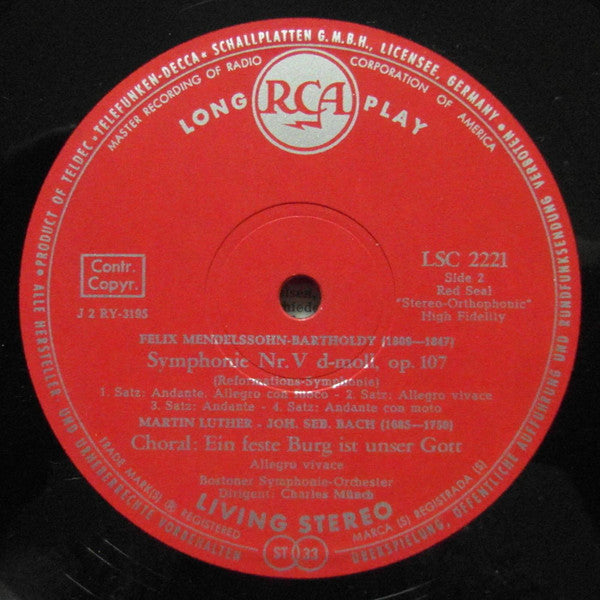 • PRODUCT OF TELDEC • »TELEFUNKEN-DECCA« SCHALLPLATTEN G.M.B.H., LICENSEE, GERMANY •
MASTER RECORDING OF RADIO CORPORATION OF AMERICA
LONG RCA PLAY
Contr.
Copyr.
J 2 RY-3195
LSC 2221
Side 2
Red Seal
"Stereo-Orthophonic"
High Fidelity
FELIX MENDELSSOHN-BARTHOLDY (1809—1847)
Symphonie Nr. V d-moll, op. 107
(Reformations-Symphonie)
1. Satz: Andante, Allegro con fuoco - 2. Satz: Allegro vivace
3. Satz: Andante - 4. Satz: Andante con moto
MARTIN LUTHER - JOH. SEB. BACH (1685—1750)
Choral: Ein feste Burg ist unser Gott
Allegro vivace
Bostoner Symphonie-Orchester
Dirigent: Charles Münch
TRADE MARK(S) ® REGISTERED
MARCA (S) REGISTRADA (S)
LIVING STEREO
ST 33
ALLE HERSTELLER- UND URHEBERRECHTE VORBEHALTEN
ÜBERSPIELUNG, ÖFFENTLICHE AUFFÜHRUNG UND RUNDFUNKSENDUNG VERBOTEN